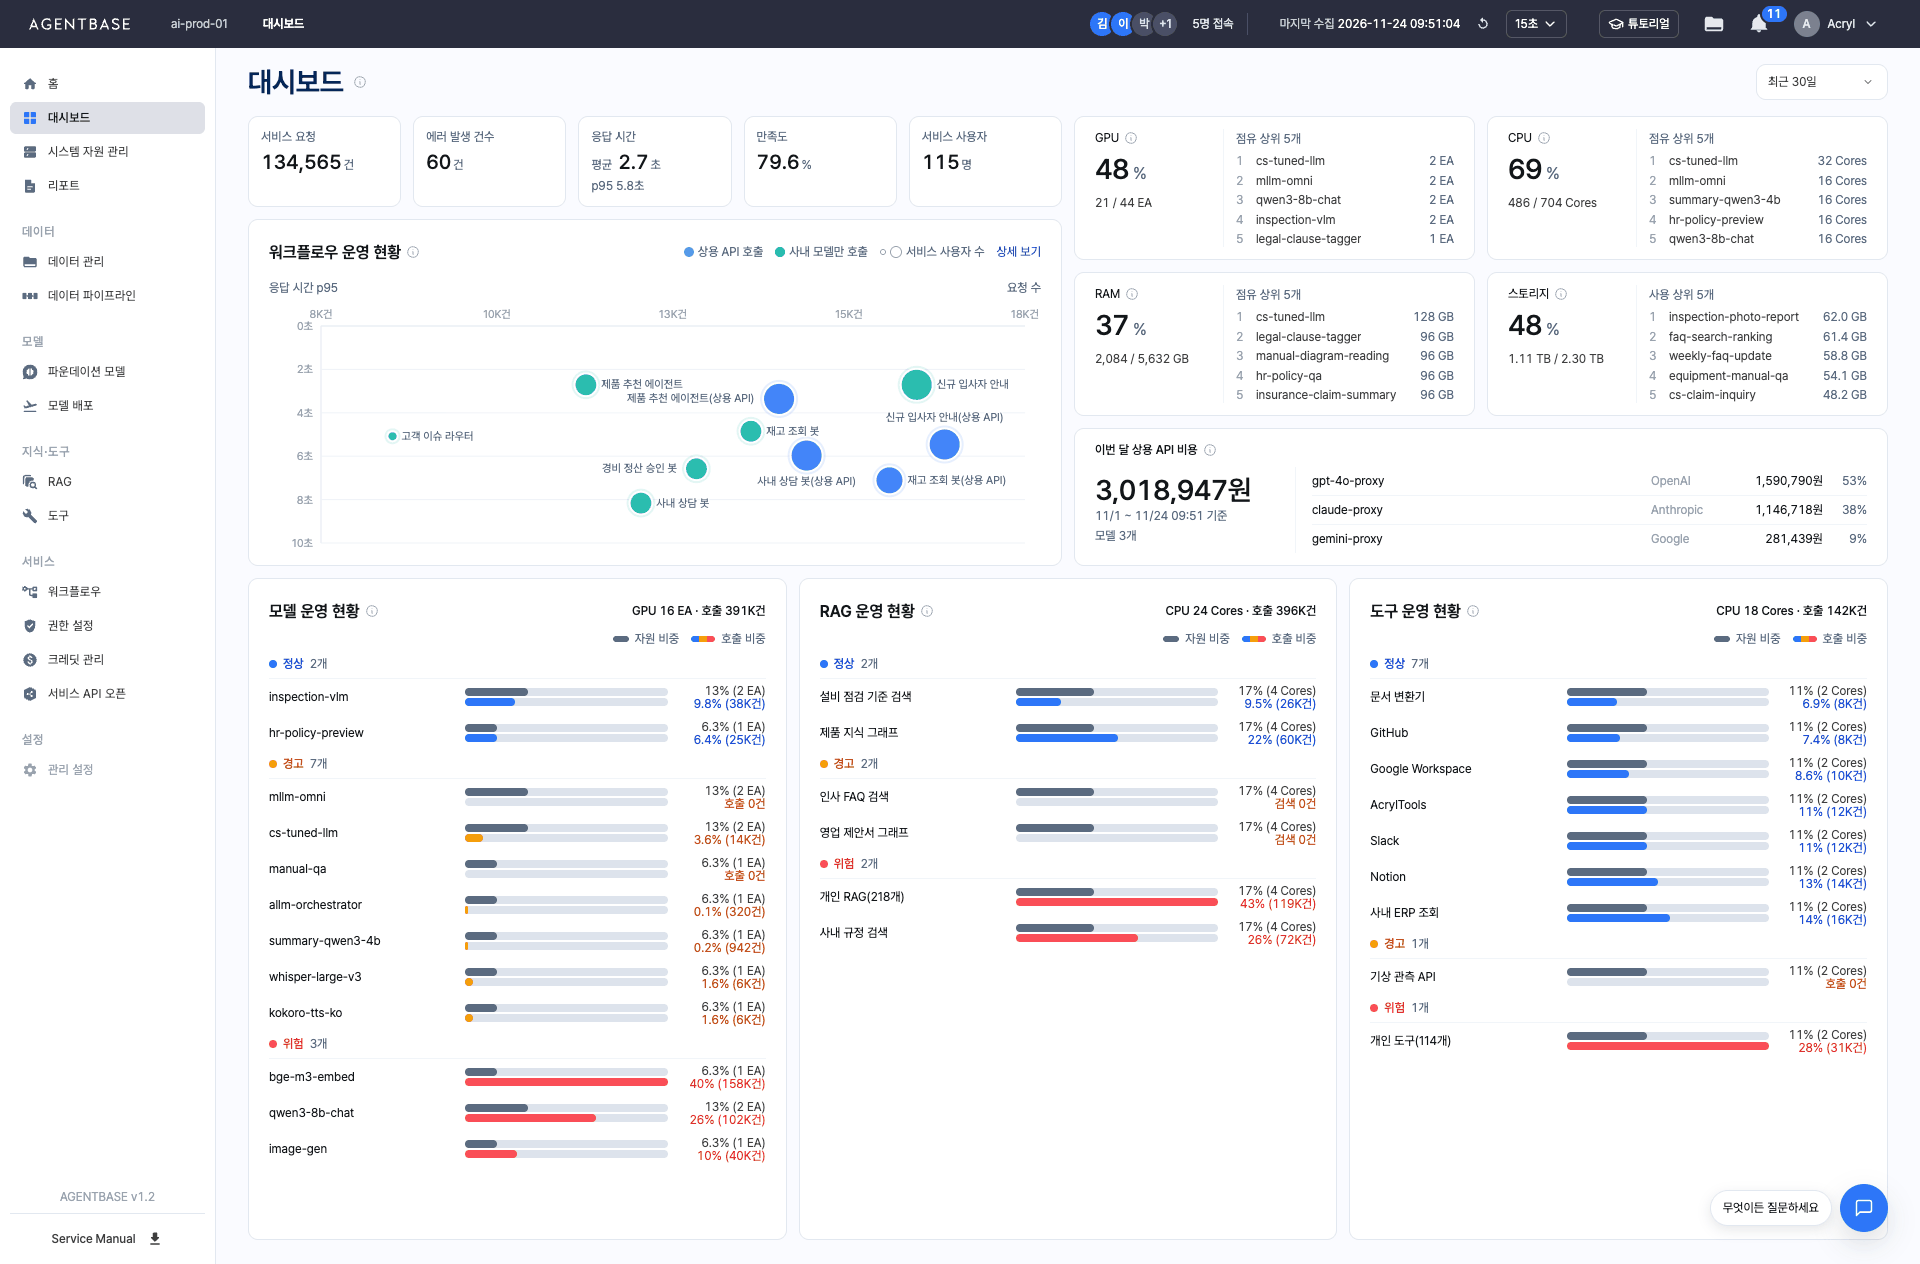 AGENTBASE
ai-prod-01
대시보드
김 이 박 +1 5명 접속
마지막 수집 2026-11-24 09:51:04
15초
튜토리얼
11
A Acryl
홈
대시보드
시스템 자원 관리
리포트
데이터
데이터 관리
데이터 파이프라인
모델
파운데이션 모델
모델 배포
지식·도구
RAG
도구
서비스
워크플로우
권한 설정
크레딧 관리
서비스 API 오픈
설정
관리 설정
AGENTBASE v1.2
Service Manual
대시보드
최근 30일
서비스 요청
134,565 건
에러 발생 건수
60 건
응답 시간
평균 2.7 초
p95 5.8초
만족도
79.6 %
서비스 사용자
115 명
워크플로우 운영 현황
상용 API 호출 사내 모델만 호출 서비스 사용자 수 상세 보기
응답 시간 p95 요청 수
8K건 10K건 13K건 15K건 18K건
0초
2초
4초
6초
8초
10초
제품 추천 에이전트
제품 추천 에이전트(상용 API)
신규 입사자 안내
신규 입사자 안내(상용 API)
고객 이슈 라우터
재고 조회 봇
경비 정산 승인 봇
사내 상담 봇(상용 API)
재고 조회 봇(상용 API)
사내 상담 봇
GPU
48 %
21 / 44 EA
점유 상위 5개
1 cs-tuned-llm 2 EA
2 mllm-omni 2 EA
3 qwen3-8b-chat 2 EA
4 inspection-vlm 2 EA
5 legal-clause-tagger 1 EA
CPU
69 %
486 / 704 Cores
점유 상위 5개
1 cs-tuned-llm 32 Cores
2 mllm-omni 16 Cores
3 summary-qwen3-4b 16 Cores
4 hr-policy-preview 16 Cores
5 qwen3-8b-chat 16 Cores
RAM
37 %
2,084 / 5,632 GB
점유 상위 5개
1 cs-tuned-llm 128 GB
2 legal-clause-tagger 96 GB
3 manual-diagram-reading 96 GB
4 hr-policy-qa 96 GB
5 insurance-claim-summary 96 GB
스토리지
48 %
1.11 TB / 2.30 TB
사용 상위 5개
1 inspection-photo-report 62.0 GB
2 faq-search-ranking 61.4 GB
3 weekly-faq-update 58.8 GB
4 equipment-manual-qa 54.1 GB
5 cs-claim-inquiry 48.2 GB
이번 달 상용 API 비용
3,018,947원
11/1 ~ 11/24 09:51 기준
모델 3개
gpt-4o-proxy OpenAI 1,590,790원 53%
claude-proxy Anthropic 1,146,718원 38%
gemini-proxy Google 281,439원 9%
모델 운영 현황
GPU 16 EA · 호출 391K건
자원 비중 호출 비중
정상 2개
inspection-vlm 13% (2 EA)
9.8% (38K건)
hr-policy-preview 6.3% (1 EA)
6.4% (25K건)
경고 7개
mllm-omni 13% (2 EA)
호출 0건
cs-tuned-llm 13% (2 EA)
3.6% (14K건)
manual-qa 6.3% (1 EA)
호출 0건
allm-orchestrator 6.3% (1 EA)
0.1% (320건)
summary-qwen3-4b 6.3% (1 EA)
0.2% (942건)
whisper-large-v3 6.3% (1 EA)
1.6% (6K건)
kokoro-tts-ko 6.3% (1 EA)
1.6% (6K건)
위험 3개
bge-m3-embed 6.3% (1 EA)
40% (158K건)
qwen3-8b-chat 13% (2 EA)
26% (102K건)
image-gen 6.3% (1 EA)
10% (40K건)
RAG 운영 현황
CPU 24 Cores · 호출 396K건
자원 비중 호출 비중
정상 2개
설비 점검 기준 검색 17% (4 Cores)
9.5% (26K건)
제품 지식 그래프 17% (4 Cores)
22% (60K건)
경고 2개
인사 FAQ 검색 17% (4 Cores)
검색 0건
영업 제안서 그래프 17% (4 Cores)
검색 0건
위험 2개
개인 RAG(218개) 17% (4 Cores)
43% (119K건)
사내 규정 검색 17% (4 Cores)
26% (72K건)
도구 운영 현황
CPU 18 Cores · 호출 142K건
자원 비중 호출 비중
정상 7개
문서 변환기 11% (2 Cores)
6.9% (8K건)
GitHub 11% (2 Cores)
7.4% (8K건)
Google Workspace 11% (2 Cores)
8.6% (10K건)
AcrylTools 11% (2 Cores)
11% (12K건)
Slack 11% (2 Cores)
11% (12K건)
Notion 11% (2 Cores)
13% (14K건)
사내 ERP 조회 11% (2 Cores)
14% (16K건)
경고 1개
기상 관측 API 11% (2 Cores)
호출 0건
위험 1개
개인 도구(114개) 11% (2 Cores)
28% (31K건)
무엇이든 질문하세요